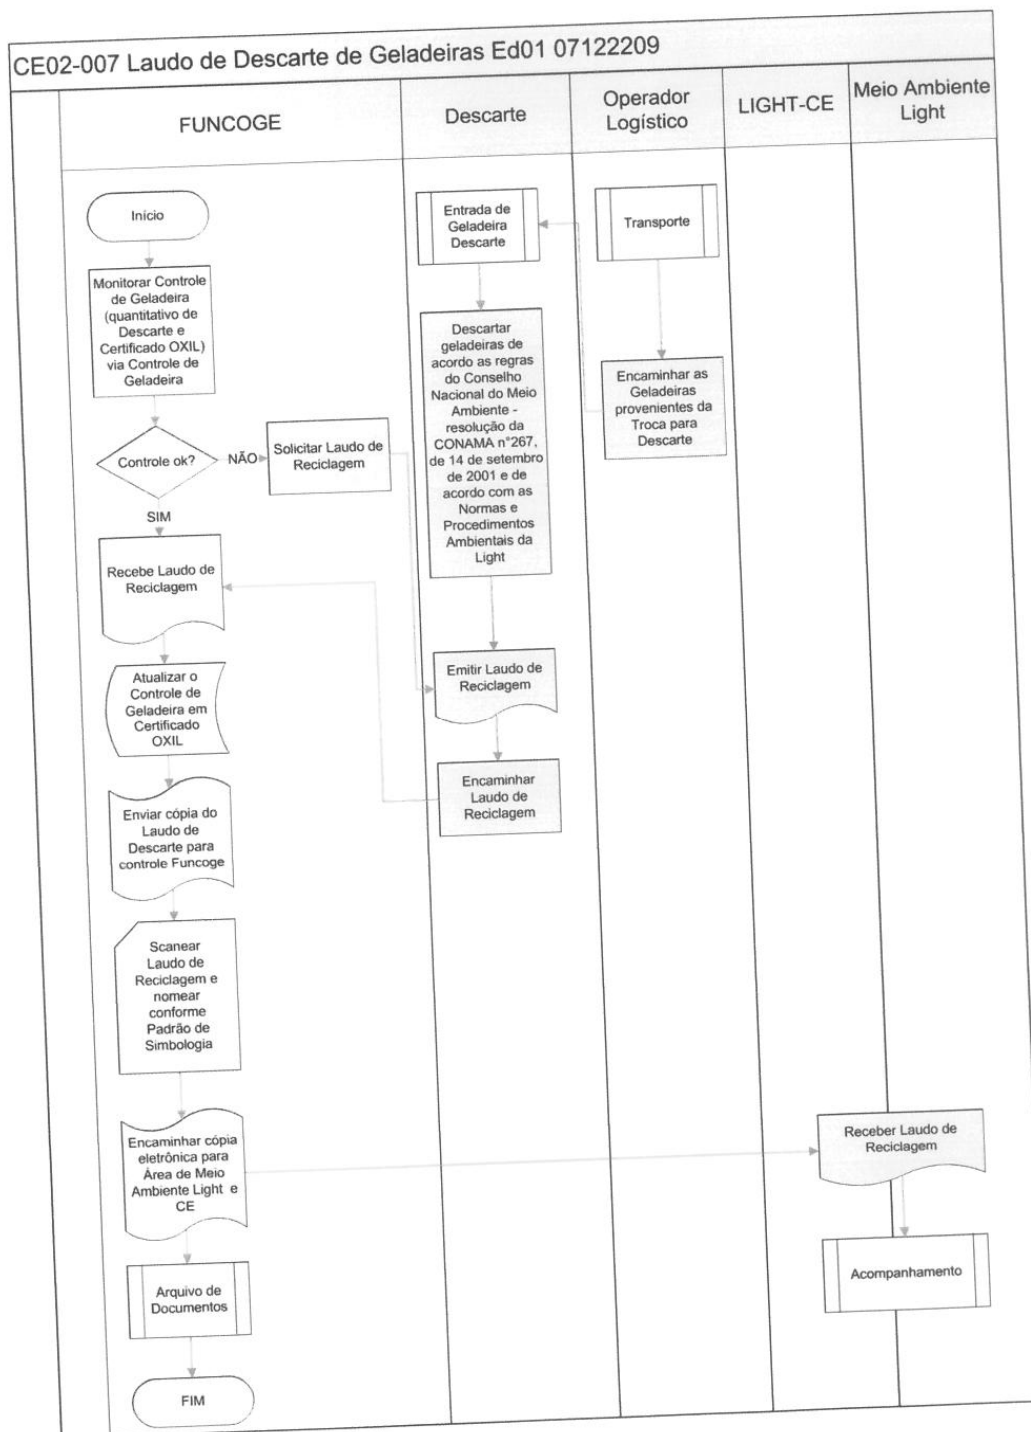 CE02-007 Laudo de Descarte de Geladeiras Ed01 07122209
FUNCOGE
Descarte
Operador
Logístico
LIGHT-CE
Meio Ambiente
Light
Início
Monitorar Controle
de Geladeira
(quantitativo de
Descarte e
Certificado OXIL)
via Controle de
Geladeira
Controle ok?
NÃO
SIM
Solicitar Laudo de
Reciclagem
Recebe Laudo de
Reciclagem
Atualizar o
Controle de
Geladeira em
Certificado
OXIL
Enviar cópia do
Laudo de
Descarte para
controle Funcoge
Scanear
Laudo de
Reciclagem e
nomear
conforme
Padrão de
Simbologia
Encaminhar cópia
eletrônica para
Área de Meio
Ambiente Light e
CE
Arquivo de
Documentos
FIM
Entrada de
Geladeira
Descarte
Descartar
geladeiras de
acordo as regras
do Conselho
Nacional do Meio
Ambiente -
resolução da
CONAMA n°267,
de 14 de setembro
de 2001 e de
acordo com as
Normas e
Procedimentos
Ambientais da
Light
Emitir Laudo de
Reciclagem
Encaminhar
Laudo de
Reciclagem
Transporte
Encaminhar as
Geladeiras
provenientes da
Troca para
Descarte
Receber Laudo de
Reciclagem
Acompanhamento